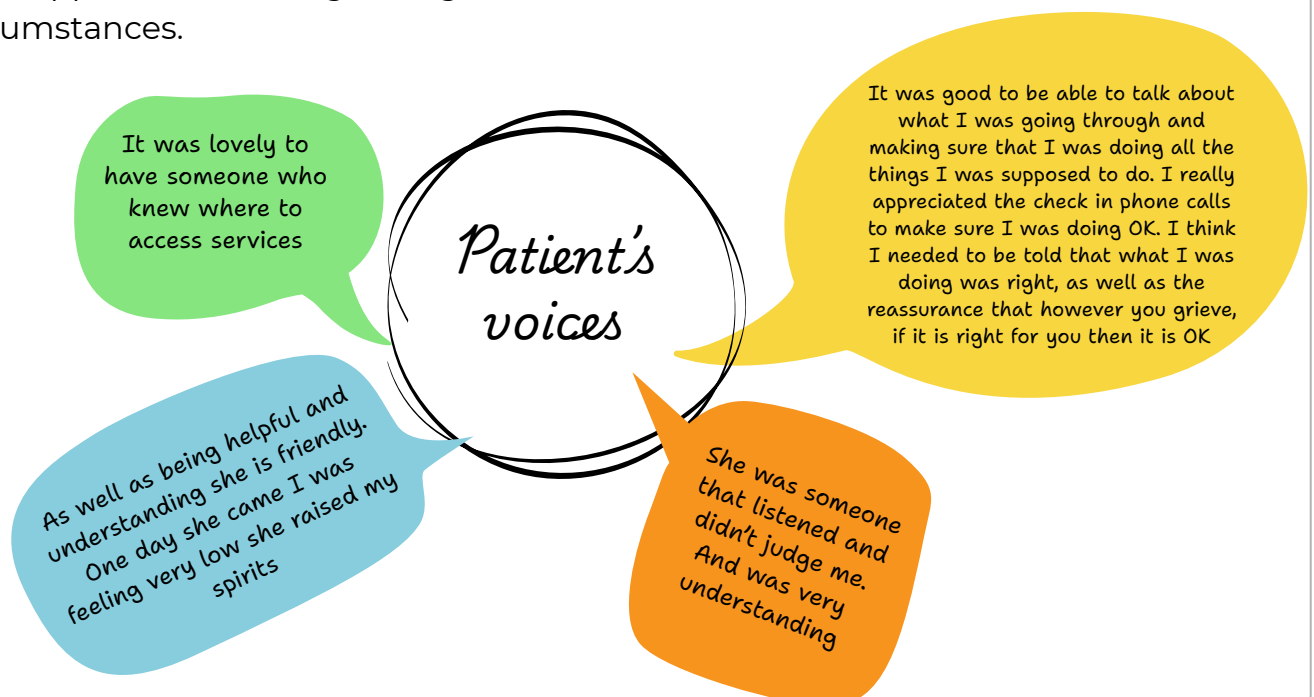 umstances.
It was lovely to
have someone who
knew where to
access services
Patient's
voices
It was good to be able to talk about
what I was going through and
making sure that I was doing all the
things I was supposed to do. I really
appreciated the check in phone calls
to make sure I was doing OK. I think
I needed to be told that what I was
doing was right, as well as the
reassurance that however you grieve,
if it is right for you then it is OK
As well as being helpful and
understanding she is friendly.
One day she came I was
feeling very low she raised my
spirits
She was someone
that listened and
didn't judge me.
And was very
understanding